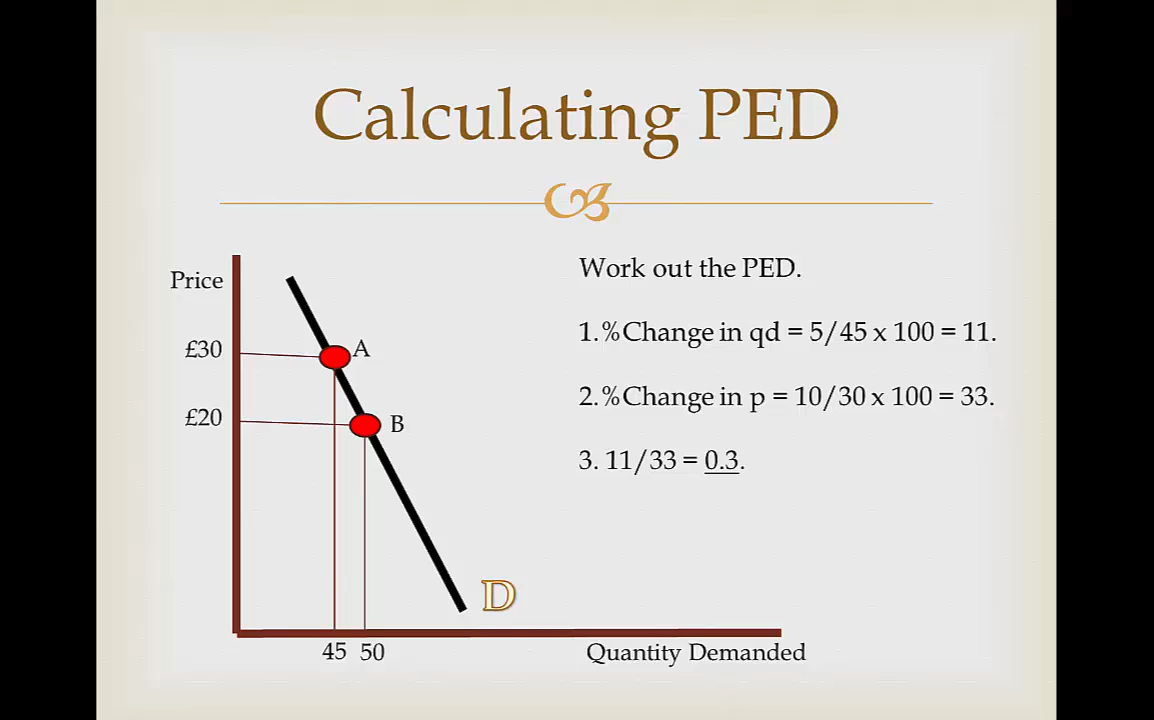 Calculating PED
Price
£30
A
£20
B
D
45 50
Quantity Demanded
Work out the PED.
1.%Change in qd = 5/45 x 100 = 11.
2.%Change in p = 10/30 x 100 = 33.
3. 11/33 = 0.3.